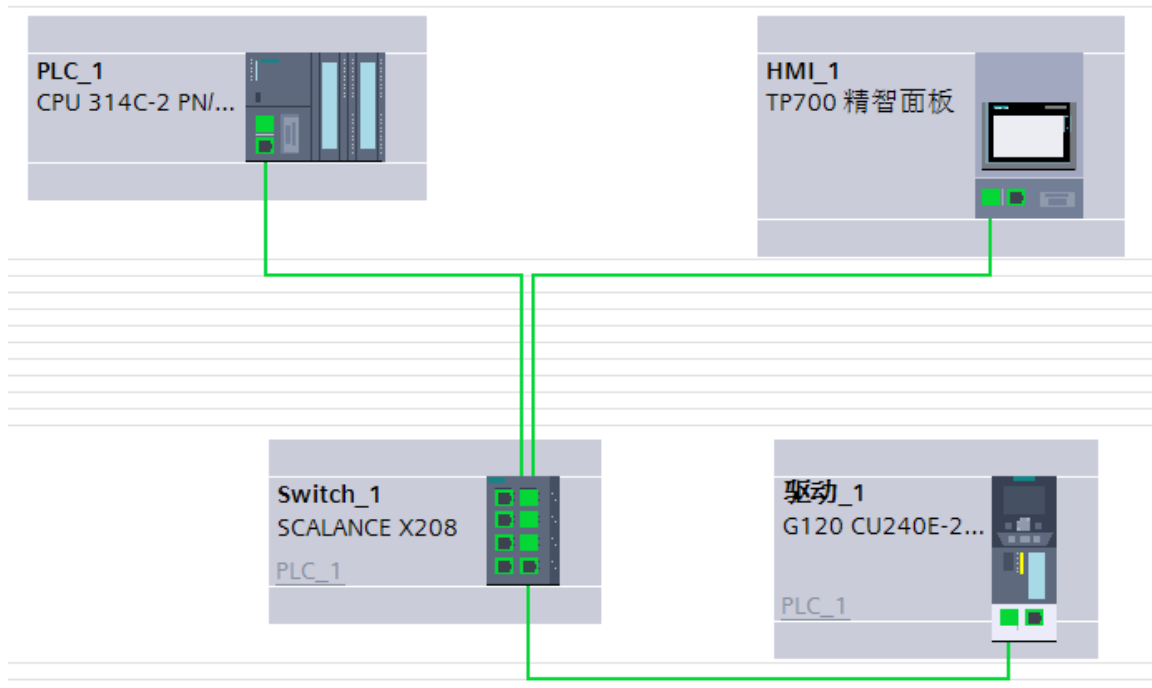 PLC_1
CPU 314C-2 PN/...
HMI_1
TP700 精智面板
Switch_1
SCALANCE X208
PLC_1
驱动_1
G120 CU240E-2...
PLC_1